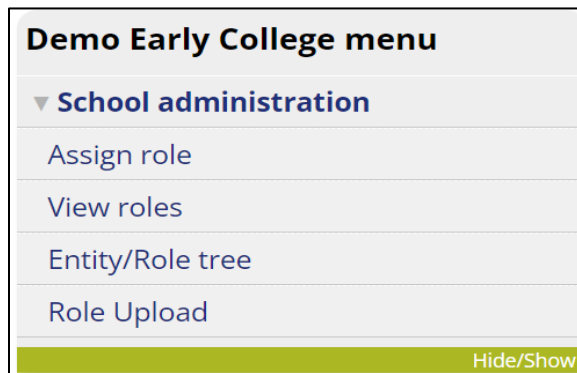 Demo Early College menu
School administration
Assign role
View roles
Entity/Role tree
Role Upload
Hide/Show